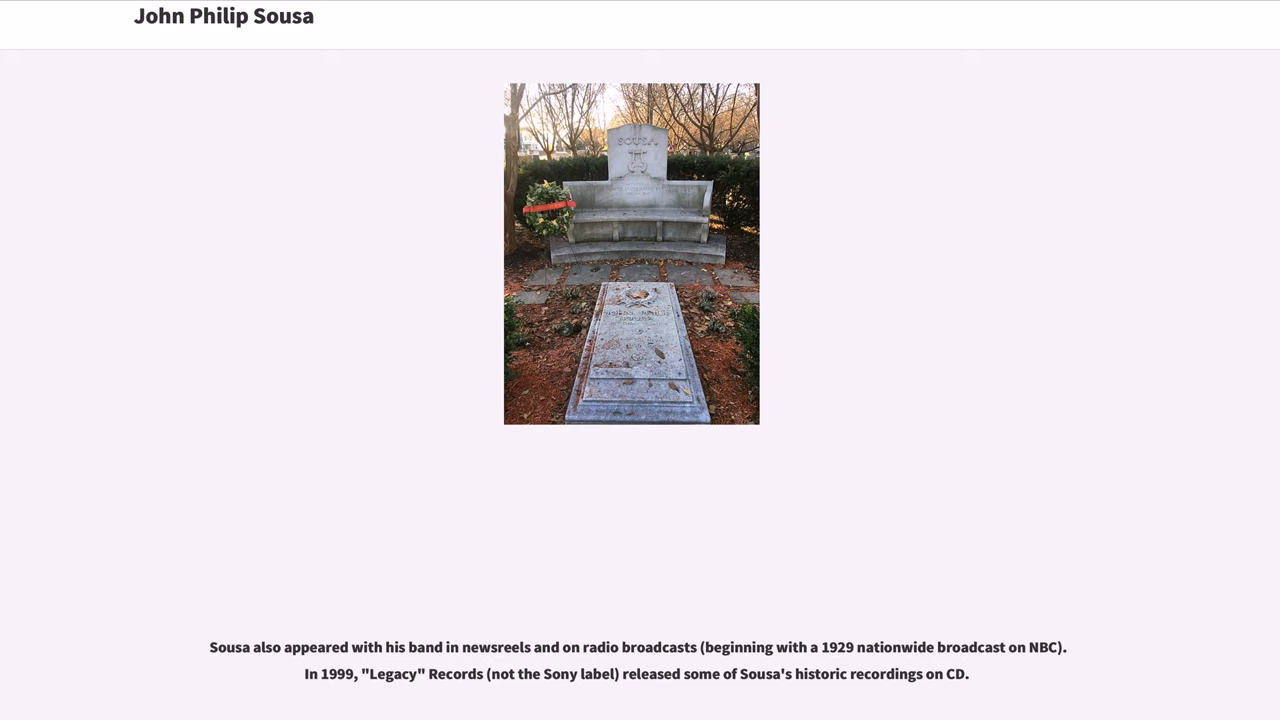 John Philip Sousa
SOUSA
Sousa also appeared with his band in newsreels and on radio broadcasts (beginning with a 1929 nationwide broadcast on NBC).
In 1999, "Legacy" Records (not the Sony label) released some of Sousa's historic recordings on CD.